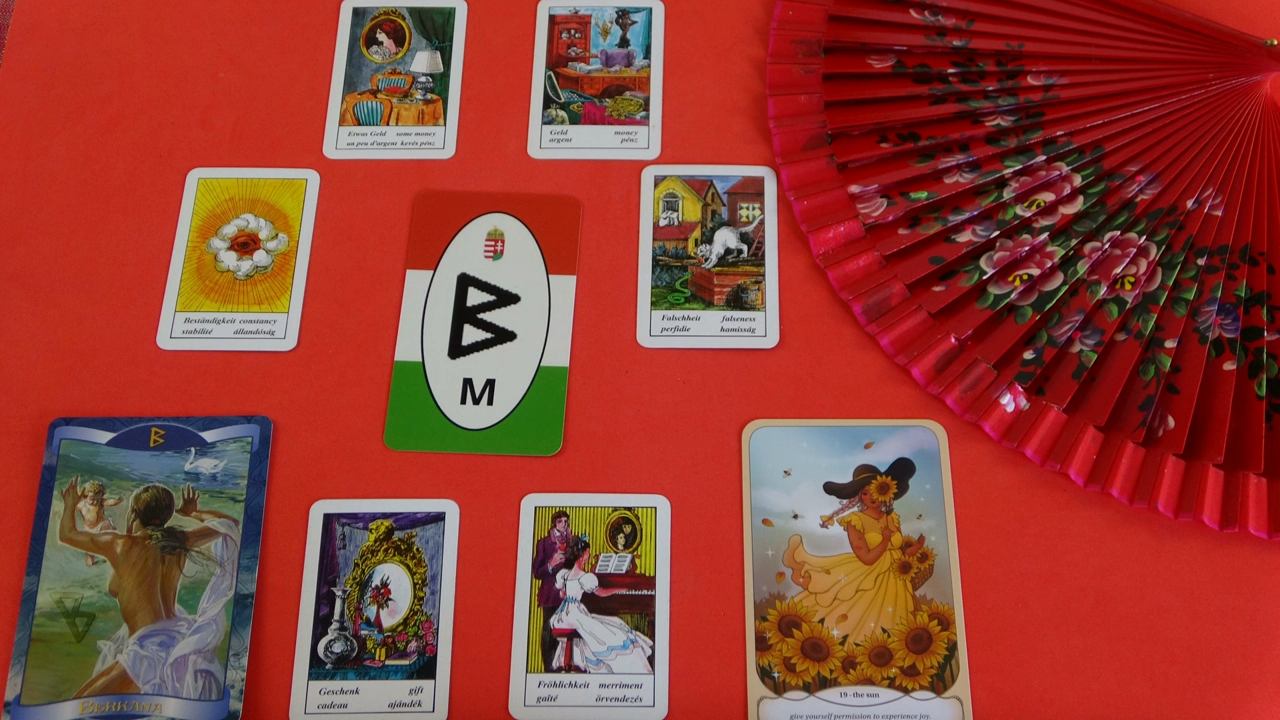 Etwas Geld some money
un peu d'argent kevés pénz
Geld money
argent pénz
Beständigkeit constancy
stabilité állandóság
Falschheit falseness
perfidie hamisság
B
M
B
BERKANA
Geschenk gift
cadeau ajándék
Fröhlichkeit merriment
gaîté örvendezés
19 - the sun
give yourself permission to experience joy.